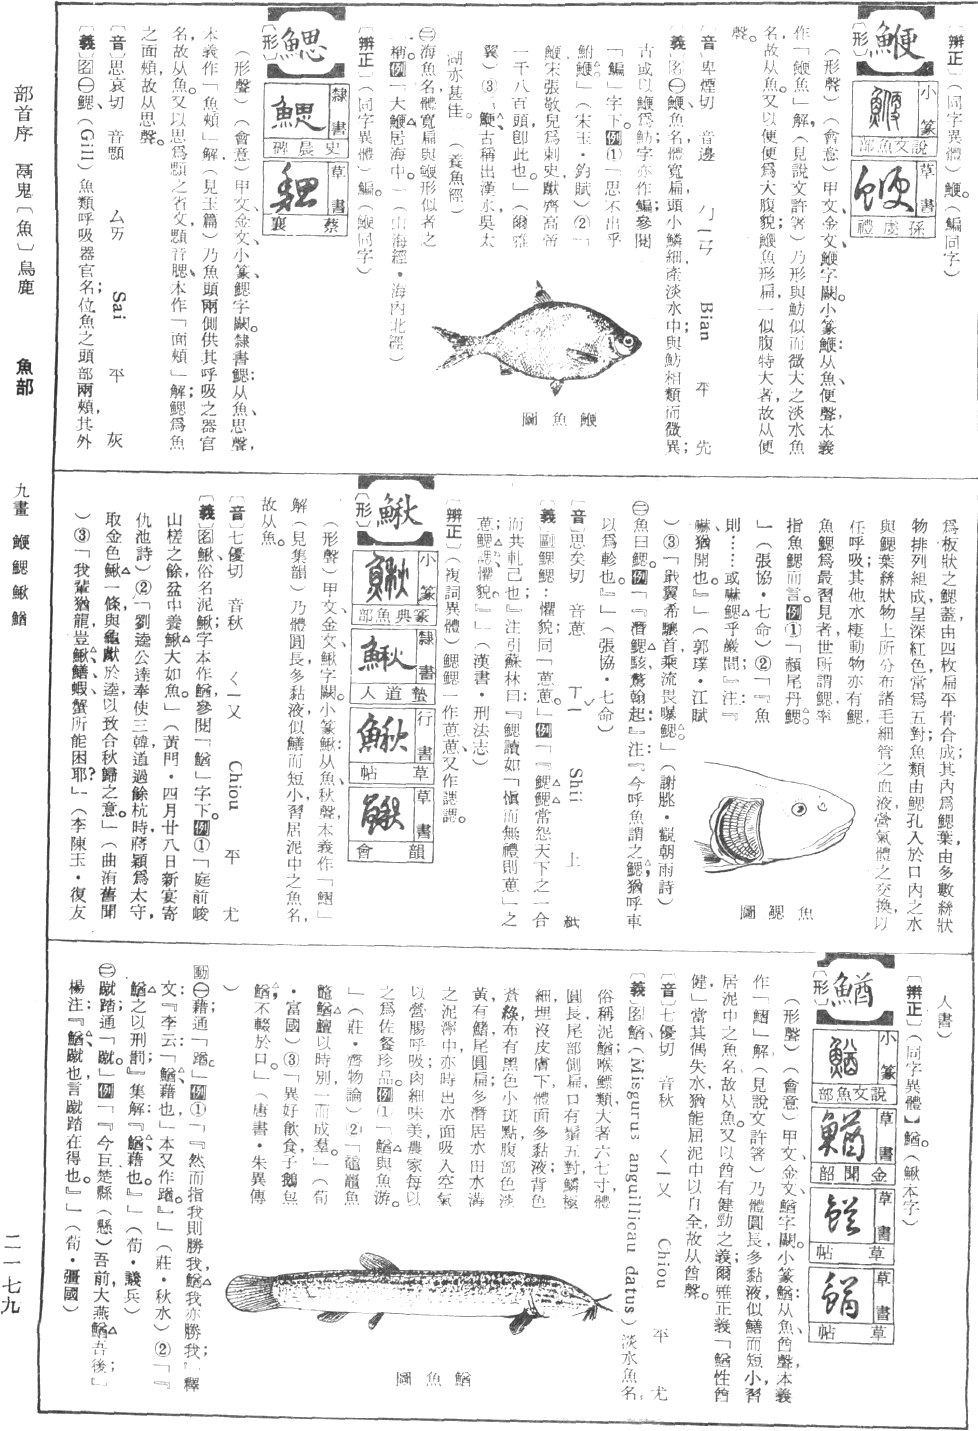 〔辨正〕(同字異體)鯾。(鯿同字)
鯾
〔形〕
小篆
說文魚部
草書
孫虔禮
(形聲)(會意)甲文、金文、鯾字闕。小篆鯾:从魚、便聲,本義
作「鯾魚」解,(見說文許著)乃形與魴似而微大之淡水魚
名,故从魚。又以便便爲大腹貌;鯾魚形扁,一似腹特大者,故从便
聲。
〔音〕卑煙切 音邊 ㄅㄧㄢ Bian 平 先
〔義〕名㊀鯾,魚名,體寬扁,頭小鱗細,產淡水中,與魴相類而微異;
古或以鯾爲魴,字亦作鯿;參閱
「鯿」字下。例①「思不出乎
鮒鯾」(宋玉·釣賦)②「
鯾宋張敬兒爲刺史,獻齊高帝
一千八百頭卽此也。」(爾雅
翼)③「鯾,古稱出漢水,吳太
湖亦甚佳。(養魚經)
㊁海魚名,體寬扁與鯾形似者之
稱。例「大鯾居海中。」(山海經·海內北經)
鯾魚圖
〔辨正〕(同字異體)鯿。(鯾同字)
鰓
〔形〕
隸書
史晨碑
草書
蔡襄
(形聲)(會意)甲文、金文、小篆鰓字闕。隸書鰓:从魚、思聲,
本義作「魚頰」解(見玉篇)乃魚頭兩側供其呼吸之器官
名,故从魚。又以思爲顋之省文,顋音腮,本作「面頰」解;鰓爲魚
之面頰,故从思聲。
〔音〕思哀切 音顋 ㄙㄞ Sai 平 灰
〔義〕名㊀鰓,(Gill)魚類呼吸器官名;位魚之頭部兩頰,其外
爲板狀之鰓蓋,由四枚扁平骨合成,其內爲鰓葉,由多數絲狀
物排列組成,呈深紅色,常爲五對;魚類由鰓孔入於口內之水
與鰓葉絲狀物上所分布諸毛細管之血液,營氣體之交換,以
任呼吸;其他水棲動物亦有鰓,
魚鰓爲最習見者,世所謂鰓,率
指魚鰓而言。例①「頳尾丹鰓。
」(張協·七命)②「『魚
則……或嚇鰓乎巖間』注:『
嚇猶開也。』」(郭璞·江賦
)③「戢翼希驤首,乘流畏曝鰓」(謝朓·觀朝雨詩)
㊁魚曰鰓。例「『潛鰓駭,驚翰起』注:『今呼魚謂之鰓,猶呼車
以爲軫也。』」(張協·七命)
魚鰓圖
〔音〕思矣切 音葸 ㄒㄧ Shii 上 紙
〔義〕副鰓鰓:懼貌;同「葸葸」。例「『鰓鰓常恐天下之一合
而共軋己也』注引蘇林曰:『鰓讀如「愼而無禮則葸」之
葸,鰓鰓,懼貌。』」(漢書·刑法志)
〔辨正〕(複詞異體)鰓鰓一作葸葸,又作諰諰。
鰍
〔形〕
小篆
篆典魚部
隸書
蟄道人
行書
草帖
草書
韻會
(形聲)甲文、金文、鰍字闕。小篆鰍:从魚、秋聲,本義作「鰼」
解(見集韻)乃體圓長多黏液似鱔而短小習居泥中之魚名,
故从魚。
〔音〕七優切 音秋 ㄑㄧㄡ Chiou 平 尤
〔義〕名鰍,俗名泥鰍,字本作鰌;參閱「鰌」字下。例①「庭前峻
山槎之餘,盆中養鰍大如魚。」(黃門·四月廿八日新宴寄
仇池詩)②「劉逵公達奉使三韓,道過餘杭時,蔣穎爲太守,
取金色鰍一條,與龜獻於逵,以致合秋歸之意。」(曲洧舊聞
)③「我輩猶龍,豈鰍、鱔、蝦、蟹所能困耶?」(李陳玉·復友
人書)
〔辨正〕(同字異體)鰌。(鰍本字)
鰌
〔形〕
小篆
說文魚部
草書
金聞韶
草書
草帖
草書
草帖
(形聲)(會意)甲文、金文、鰌字闕。小篆鰌:从魚、酋聲,本義
作「鰼」解(見說文許箸)乃體圓長多黏液似鱔而短小習
居泥中之魚名,故从魚。又以酋有健勁之義,爾雅正義「鰌性酋
健」當其偶失水,猶能屈泥中以自全,故从酋聲。
〔音〕七優切 音秋 ㄑㄧㄡ Chiou 平 尤
〔義〕名鰌(Misgurus anguillicau datus)淡水魚名,
俗稱泥鰌,喉鰾類,大者六七寸,體
圓長,尾部側扁,口有鬚五對,鱗極
細,埋沒皮膚下,體面多黏液;背色
蒼綠,布有黑色小斑點,腹部色淡
黃,有鰭,尾圓扁;多潛居水田水溝
之泥濘中,亦時出水面吸入空氣
以營腸呼吸;肉細味美,農家每以
之爲佐餐珍品。例①「鰌與魚游。
」(莊·齊物論)②「黿鼉魚
鼈鰌鱣以時別,一而成羣。」(荀
·富國)③「異好飲食,子鵝炰
鰌,不輟於口。」(唐書·朱異傳
)
鰌魚圖
動㊀藉;通「蹜」例①「『然而指我則勝我,鰌我亦勝我』釋
文『李云:「鰌,藉也,」本又作蹜』」(莊·秋水)②「『
鰌之以刑罰』集解:『鰌,藉也。』」(荀·議兵)
㊁蹴踏;通「蹴」例「『今巨楚縣(懸)吾前,大燕鰌吾後』
楊注:『鰌,蹴也,言蹴踏在得也。』」(荀·彊國)
部首序 鬲鬼〔魚〕鳥鹿 魚部 九畫 鯾鰓鰍鰌 二一七九